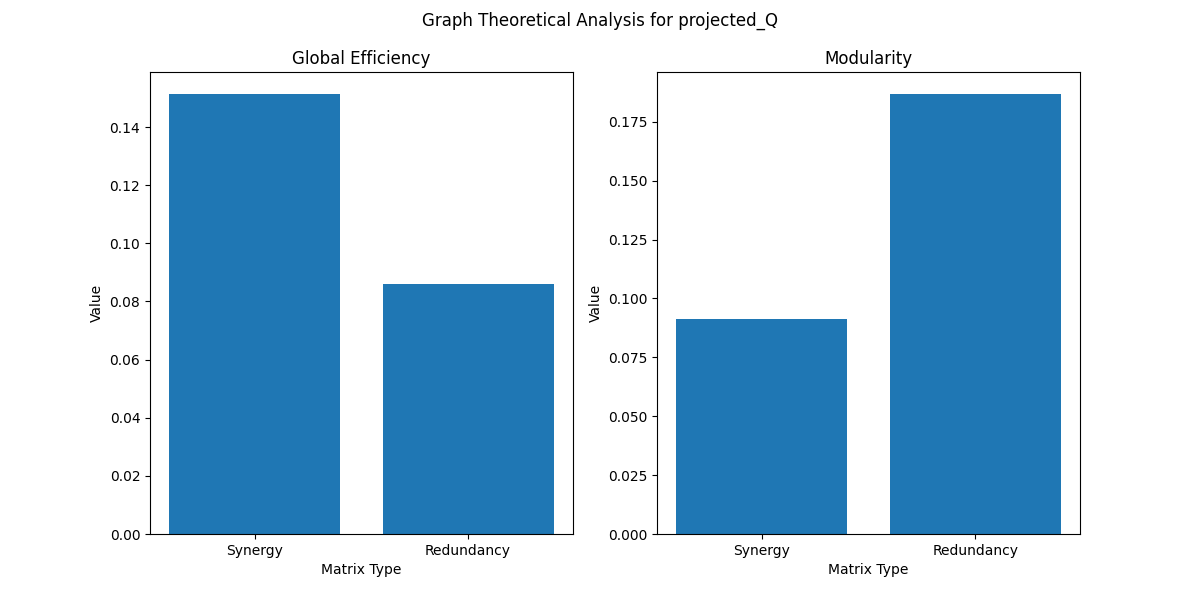 Graph Theoretical Analysis for projected_Q
Global Efficiency
0.14
0.12
0.10
0.08
0.06
0.04
0.02
0.00
Value
Synergy
Redundancy
Matrix Type
Modularity
0.175
0.150
0.125
0.100
0.075
0.050
0.025
0.000
Value
Synergy
Redundancy
Matrix Type